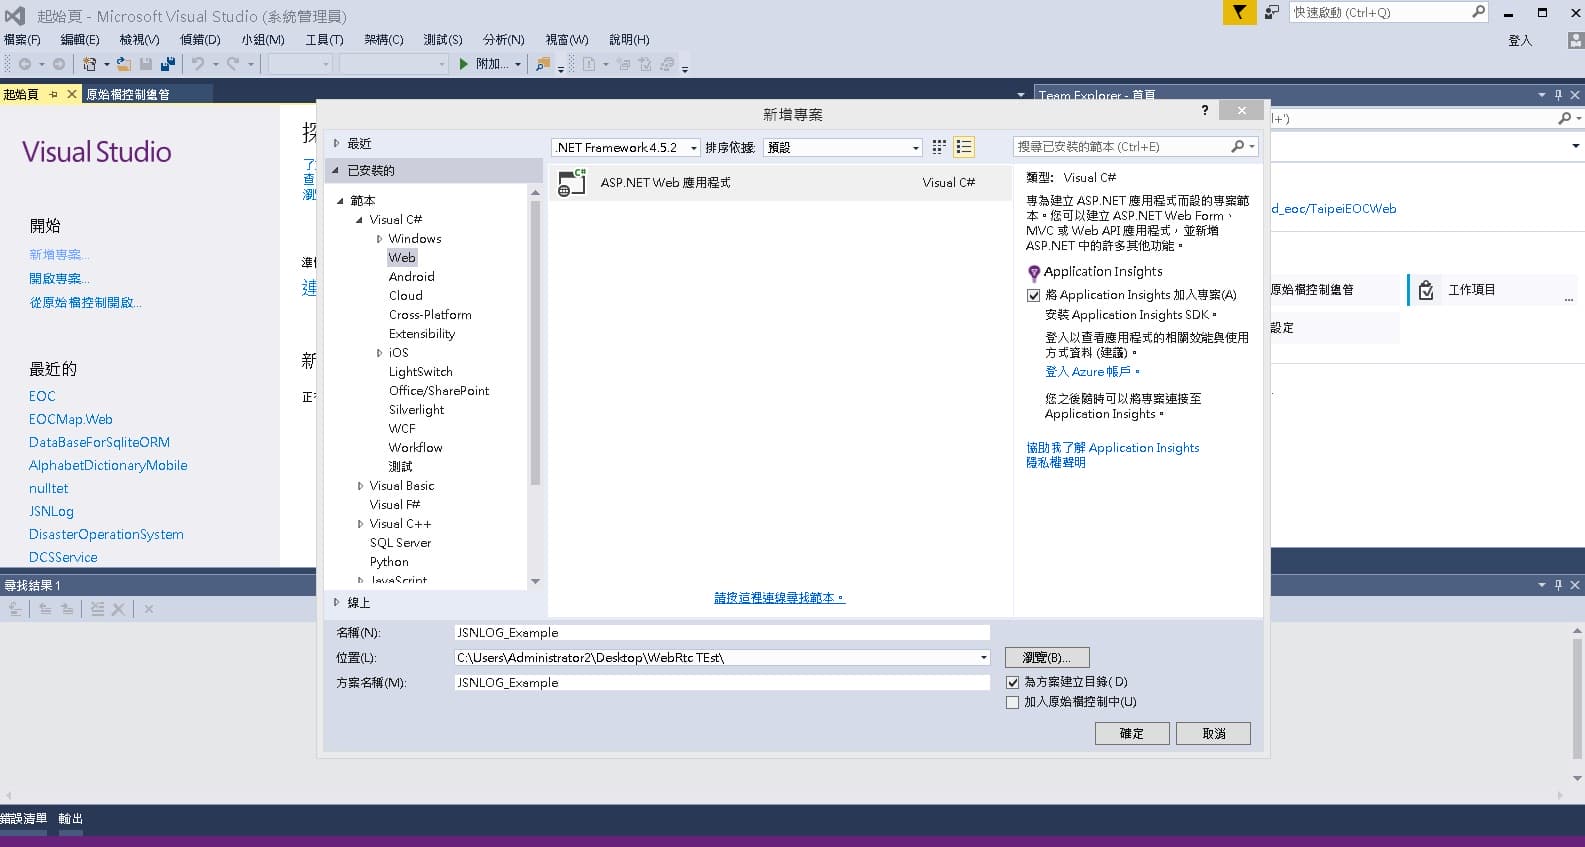 起始頁 - Microsoft Visual Studio (系統管理員)
快速啟動 (Ctrl+Q)
檔案(F) 編輯(E) 檢視(V) 偵錯(D) 小組(M) 工具(T) 架構(C) 測試(S) 分析(N) 視窗(W) 說明(H)
登入
附加...
起始頁
原始檔控制總管
Team Explorer - 首頁
Visual Studio
開始
新增專案...
開啟專案...
從原始檔控制開啟...
最近的
EOC
EOCMap.Web
DataBaseForSqliteORM
AlphabetDictionaryMobile
nulltet
JSNLog
DisasterOperationSystem
DCSService
探
了
查
瀏
準
連
新
正
新增專案
?
最近
已安裝的
範本
Visual C#
Windows
Web
Android
Cloud
Cross-Platform
Extensibility
iOS
LightSwitch
Office/SharePoint
Silverlight
WCF
Workflow
測試
Visual Basic
Visual F#
Visual C++
SQL Server
Python
JavaScript
線上
.NET Framework 4.5.2
排序依據:
預設
搜尋已安裝的範本 (Ctrl+E)
ASP.NET Web 應用程式
Visual C#
請按這裡連線尋找範本。
類型: Visual C#
專為建立 ASP.NET 應用程式而設的專案範
本。您可以建立 ASP.NET Web Form、
MVC 或 Web API 應用程式，並新增
ASP.NET 中的許多其他功能。
Application Insights
將 Application Insights 加入專案(A)
安裝 Application Insights SDK。
登入以查看應用程式的相關效能與使用
方式資料 (建議)。
登入 Azure 帳戶。
您之後隨時可以將專案連接至
Application Insights。
協助我了解 Application Insights
隱私權聲明
名稱(N):
JSNLOG_Example
位置(L):
C:\Users\Administrator2\Desktop\WebRtc TEst\
瀏覽(B)...
方案名稱(M):
JSNLOG_Example
為方案建立目錄(D)
加入原始檔控制中(U)
確定
取消
l+')
d_eoc/TaipeiEOCWeb
原始檔控制總管
工作項目
...
設定
尋找結果 1
錯誤清單
輸出